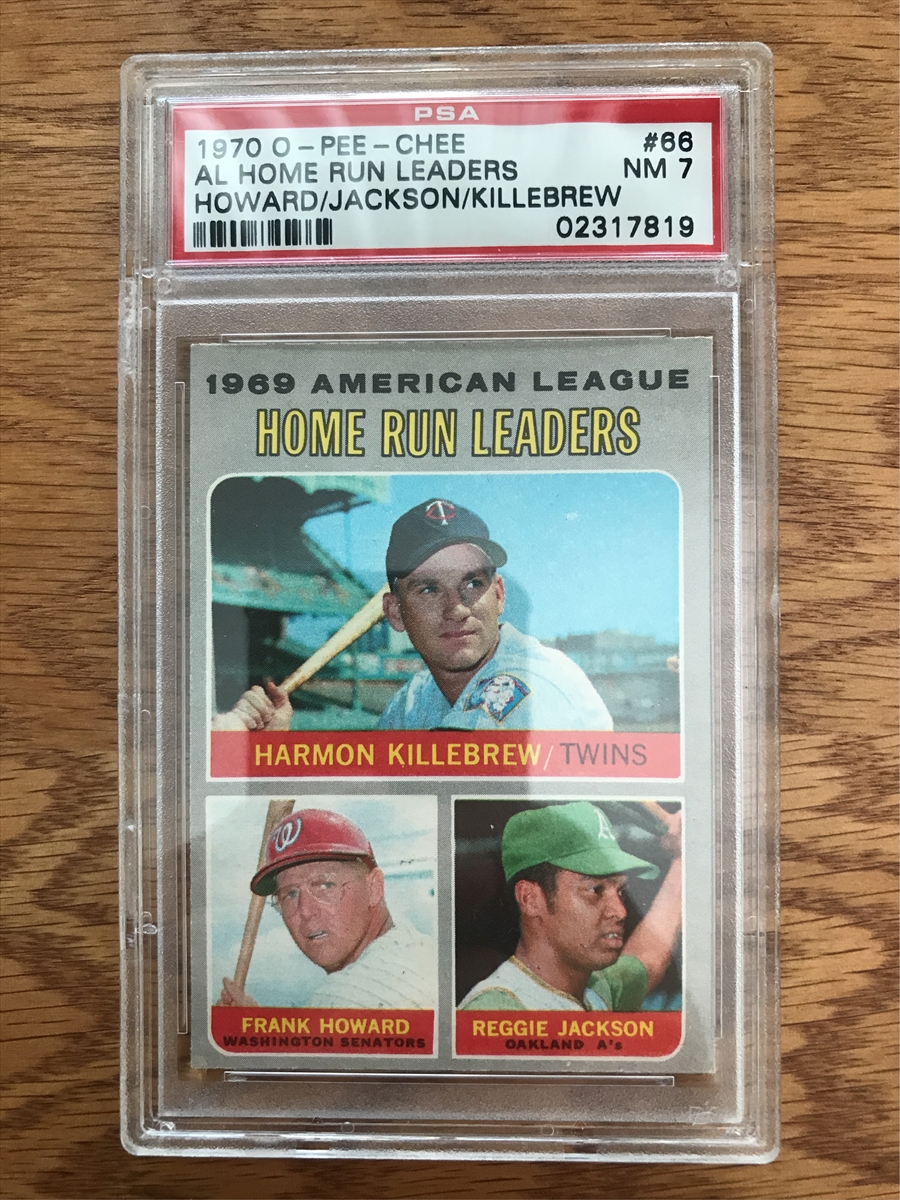 PSA
1970 O-PEE-CHEE #66
AL HOME RUN LEADERS NM 7
HOWARD/JACKSON/KILLEBREW
02317819
1969 AMERICAN LEAGUE
HOME RUN LEADERS
TC
HARMON KILLEBREW/TWINS
W
A
FRANK HOWARD
WASHINGTON SENATORS
REGGIE JACKSON
OAKLAND A's